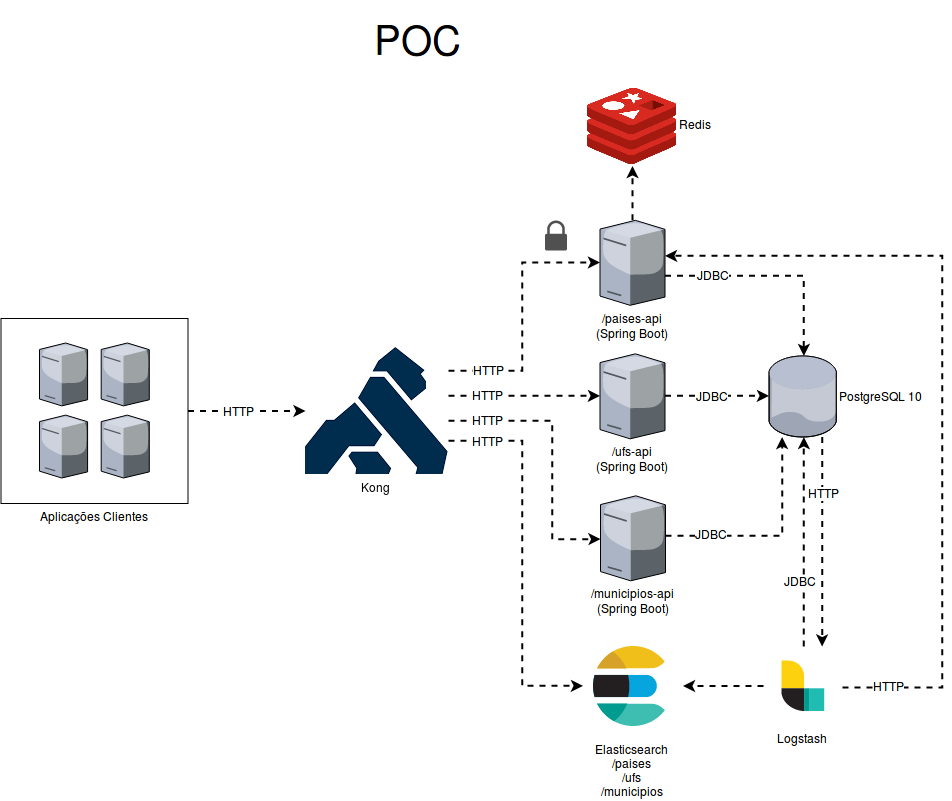 POC
Redis
JDBC
/paises-api
(Spring Boot)
HTTP
HTTP
HTTP
HTTP
HTTP
Kong
Aplicações Clientes
JDBC
PostgreSQL 10
/ufs-api
(Spring Boot)
HTTP
JDBC
JDBC
/municipios-api
(Spring Boot)
HTTP
Logstash
Elasticsearch
/paises
/ufs
/municipios